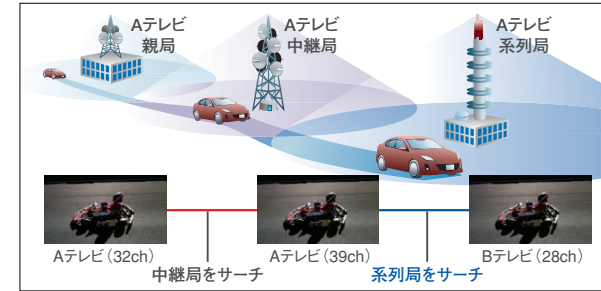 Aテレビ
親局
Aテレビ
中継局
Aテレビ
系列局
Aテレビ（32ch）
Aテレビ（39ch）
Bテレビ（28ch）
中継局をサーチ
系列局をサーチ